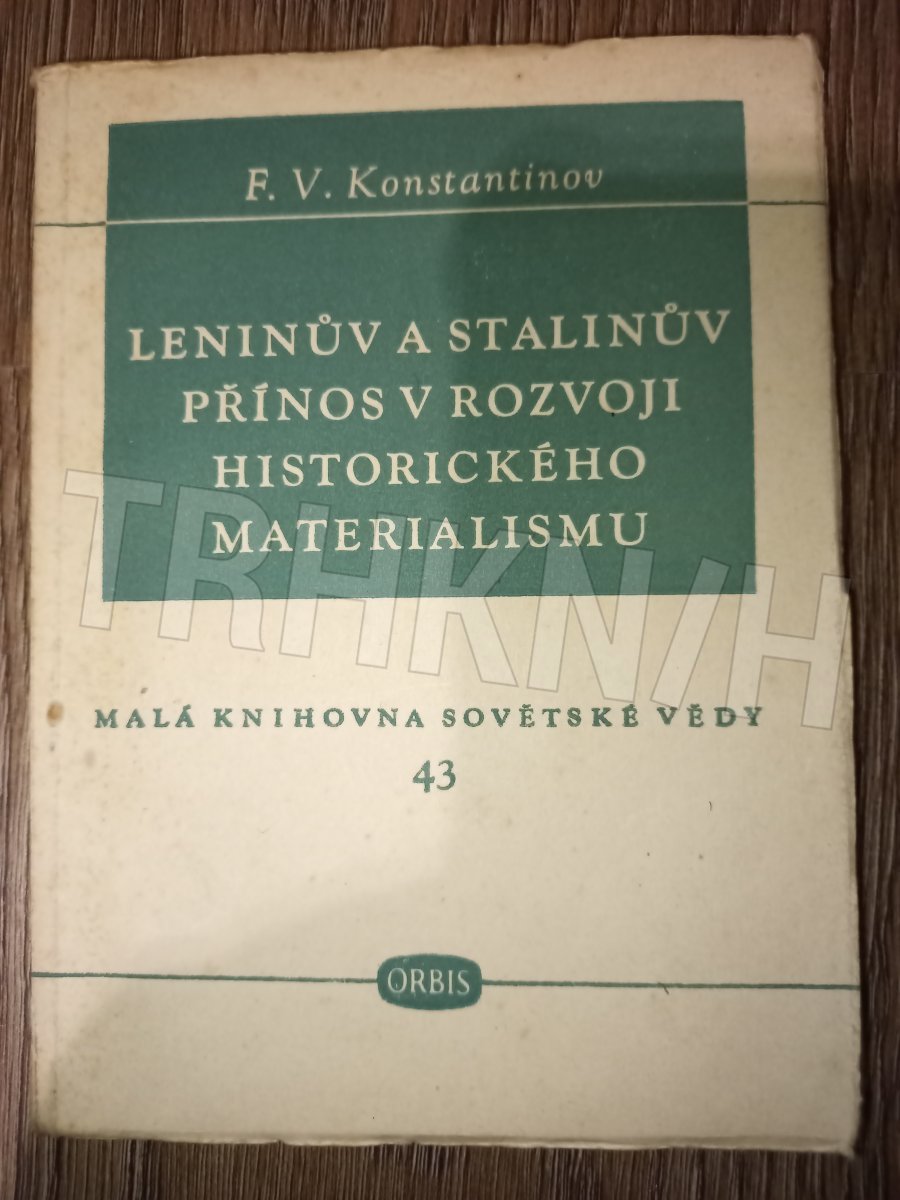 F. V. Konstantinov
LENINŮV A STALINŮV
PŘÍNOS V ROZVOJI
HISTORICKÉHO
MATERIALISMU
TRHKNIH
MALÁ KNIHOVNA SOVĚTSKÉ VĚDY
43
ORBIS